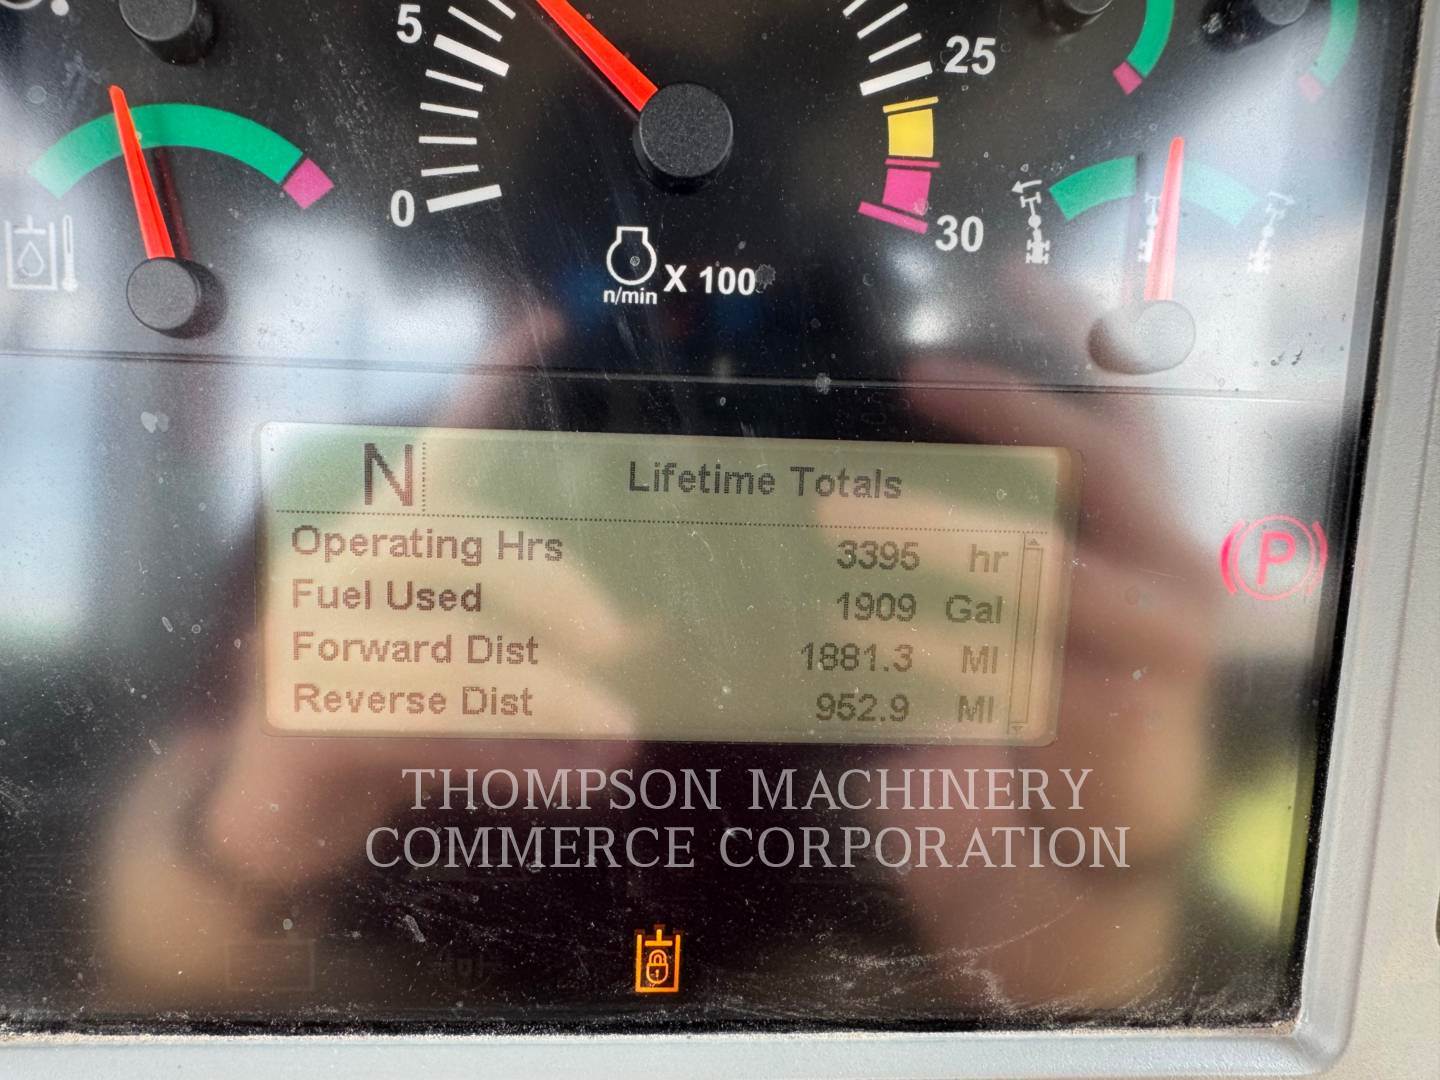 5
25
0
30
n/min X 100
N Lifetime Totals
Operating Hrs 3395 hr
Fuel Used 1909 Gal
Forward Dist 1881.3 MI
Reverse Dist 952.9 MI
P
THOMPSON MACHINERY
COMMERCE CORPORATION